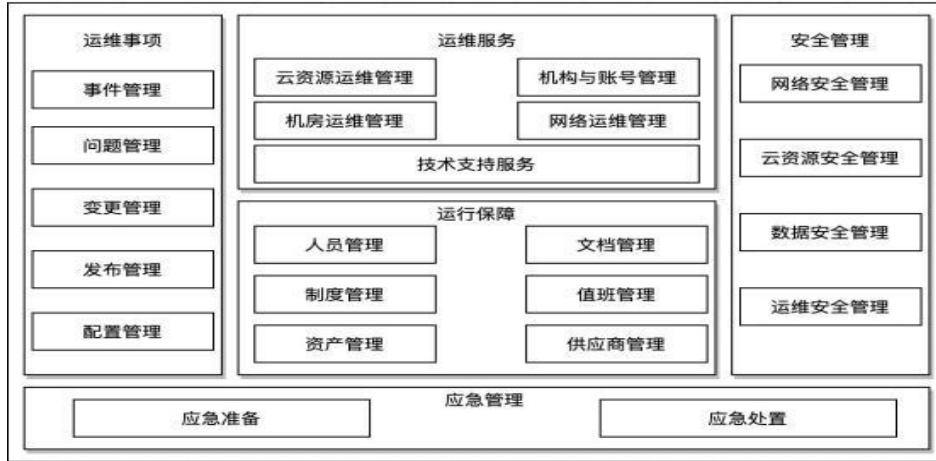 运维事项
事件管理
问题管理
变更管理
发布管理
配置管理
运维服务
云资源运维管理
机构与账号管理
机房运维管理
网络运维管理
技术支持服务
运行保障
人员管理
文档管理
制度管理
值班管理
资产管理
供应商管理
安全管理
网络安全管理
云资源安全管理
数据安全管理
运维安全管理
应急管理
应急准备
应急处置